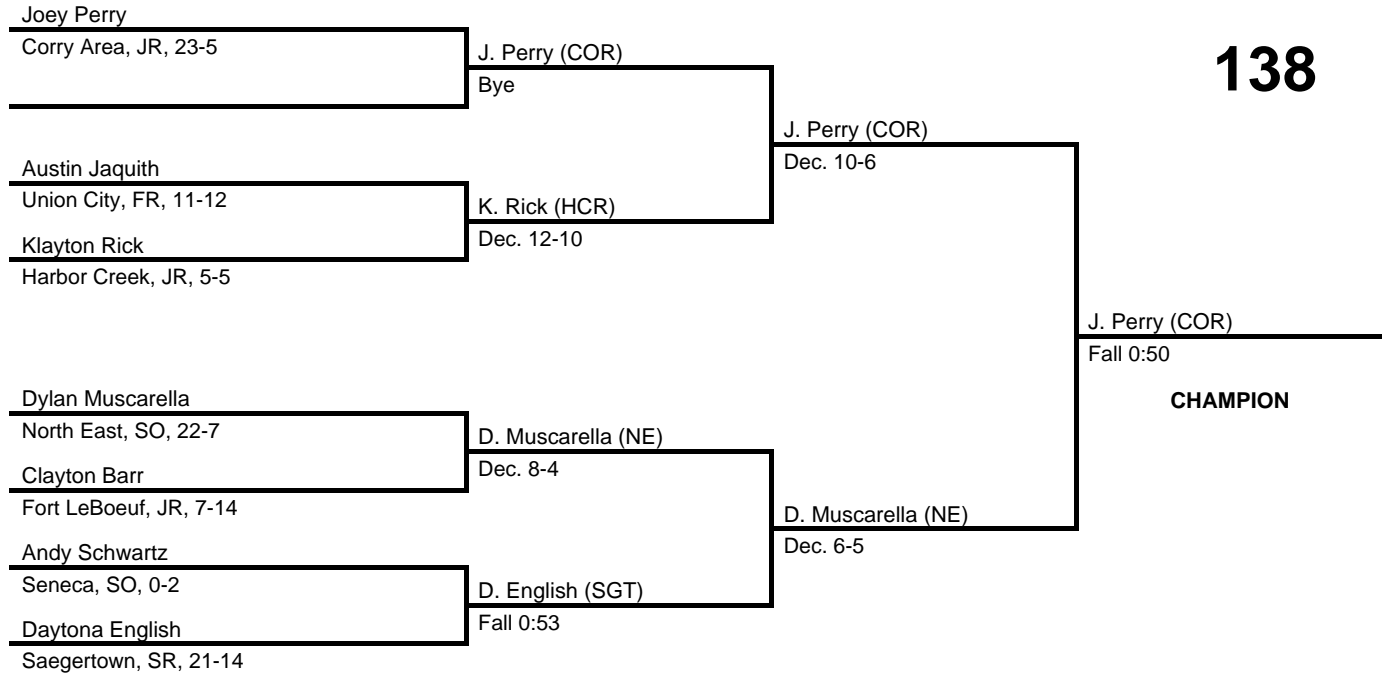 Joey Perry
Corry Area, JR, 23-5
J. Perry (COR)
Bye
138
J. Perry (COR)
Dec. 10-6
Austin Jaquith
Union City, FR, 11-12
K. Rick (HCR)
Dec. 12-10
Klayton Rick
Harbor Creek, JR, 5-5
J. Perry (COR)
Fall 0:50
CHAMPION
Dylan Muscarella
North East, SO, 22-7
D. Muscarella (NE)
Dec. 8-4
Clayton Barr
Fort LeBoeuf, JR, 7-14
D. Muscarella (NE)
Dec. 6-5
Andy Schwartz
Seneca, SO, 0-2
D. English (SGT)
Fall 0:53
Daytona English
Saegertown, SR, 21-14